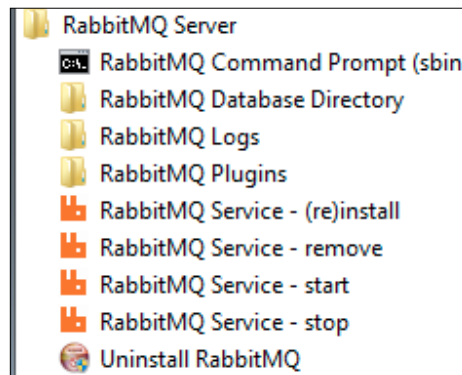 RabbitMQ Server
RabbitMQ Command Prompt (sbin
RabbitMQ Database Directory
RabbitMQ Logs
RabbitMQ Plugins
RabbitMQ Service - (re)install
RabbitMQ Service - remove
RabbitMQ Service - start
RabbitMQ Service - stop
Uninstall RabbitMQ